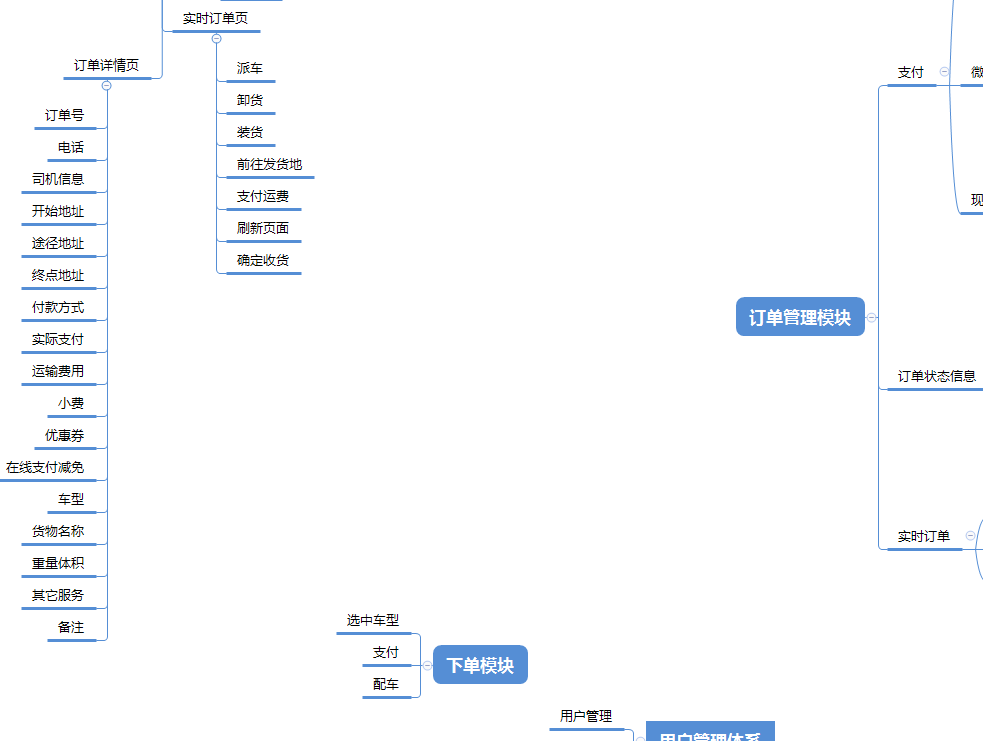 实时订单页
派车
卸货
装货
前往发货地
支付运费
刷新页面
确定收货
订单详情页
订单号
电话
司机信息
开始地址
途径地址
终点地址
付款方式
实际支付
运输费用
小费
优惠券
在线支付减免
车型
货物名称
重量体积
其它服务
备注
支付
微
现
订单管理模块
订单状态信息
实时订单
选中车型
支付
配车
下单模块
用户管理
用户管理体系